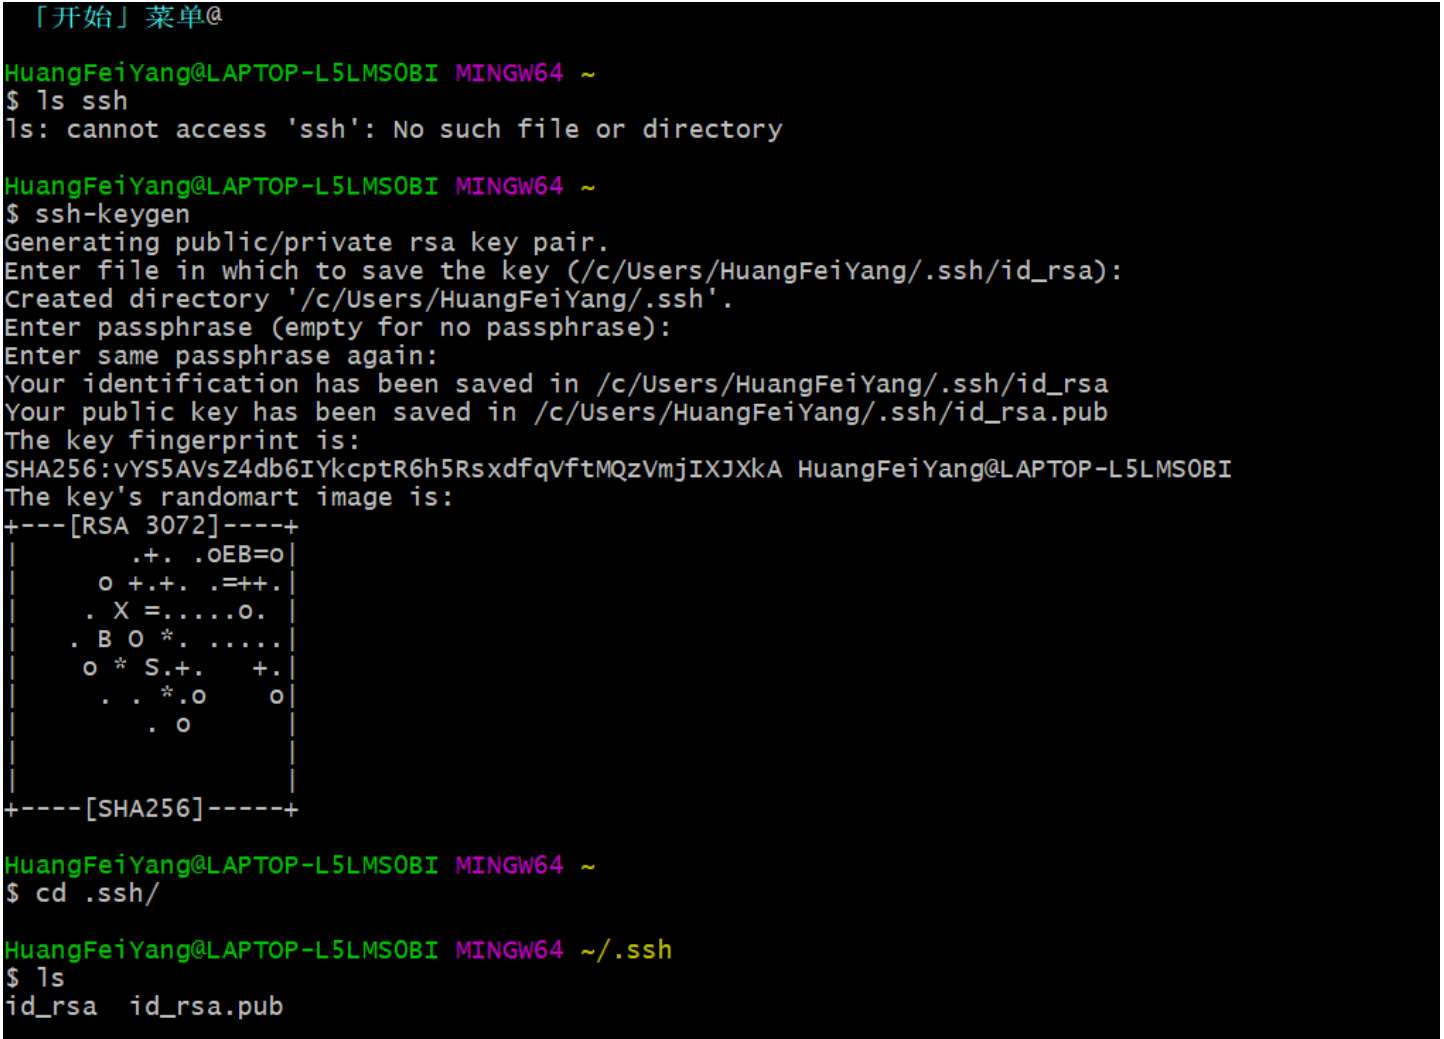 「开始」菜单@
HuangFeiYang@LAPTOP-L5LMSOBI MINGW64 ~
$ ls ssh
ls: cannot access 'ssh': No such file or directory
HuangFeiYang@LAPTOP-L5LMSOBI MINGW64 ~
$ ssh-keygen
Generating public/private rsa key pair.
Enter file in which to save the key (/c/Users/HuangFeiYang/.ssh/id_rsa):
Created directory '/c/Users/HuangFeiYang/.ssh'.
Enter passphrase (empty for no passphrase):
Enter same passphrase again:
Your identification has been saved in /c/Users/HuangFeiYang/.ssh/id_rsa
Your public key has been saved in /c/Users/HuangFeiYang/.ssh/id_rsa.pub
The key fingerprint is:
SHA256:vYS5AVsZ4db6IYkcptR6h5RsxdfqVftMQzVmjIXJXkA HuangFeiYang@LAPTOP-L5LMSOBI
The key's randomart image is:
+---[RSA 3072]----+
|       .+. .oEB=o|
|     o +.+. .=++.|
|    . X =.....o. |
|   . B O *. .....|
|    o * S.+.   +.|
|     . . *.o    o|
|        . o      |
|                 |
|                 |
+----[SHA256]-----+
HuangFeiYang@LAPTOP-L5LMSOBI MINGW64 ~
$ cd .ssh/
HuangFeiYang@LAPTOP-L5LMSOBI MINGW64 ~/.ssh
$ ls
id_rsa  id_rsa.pub